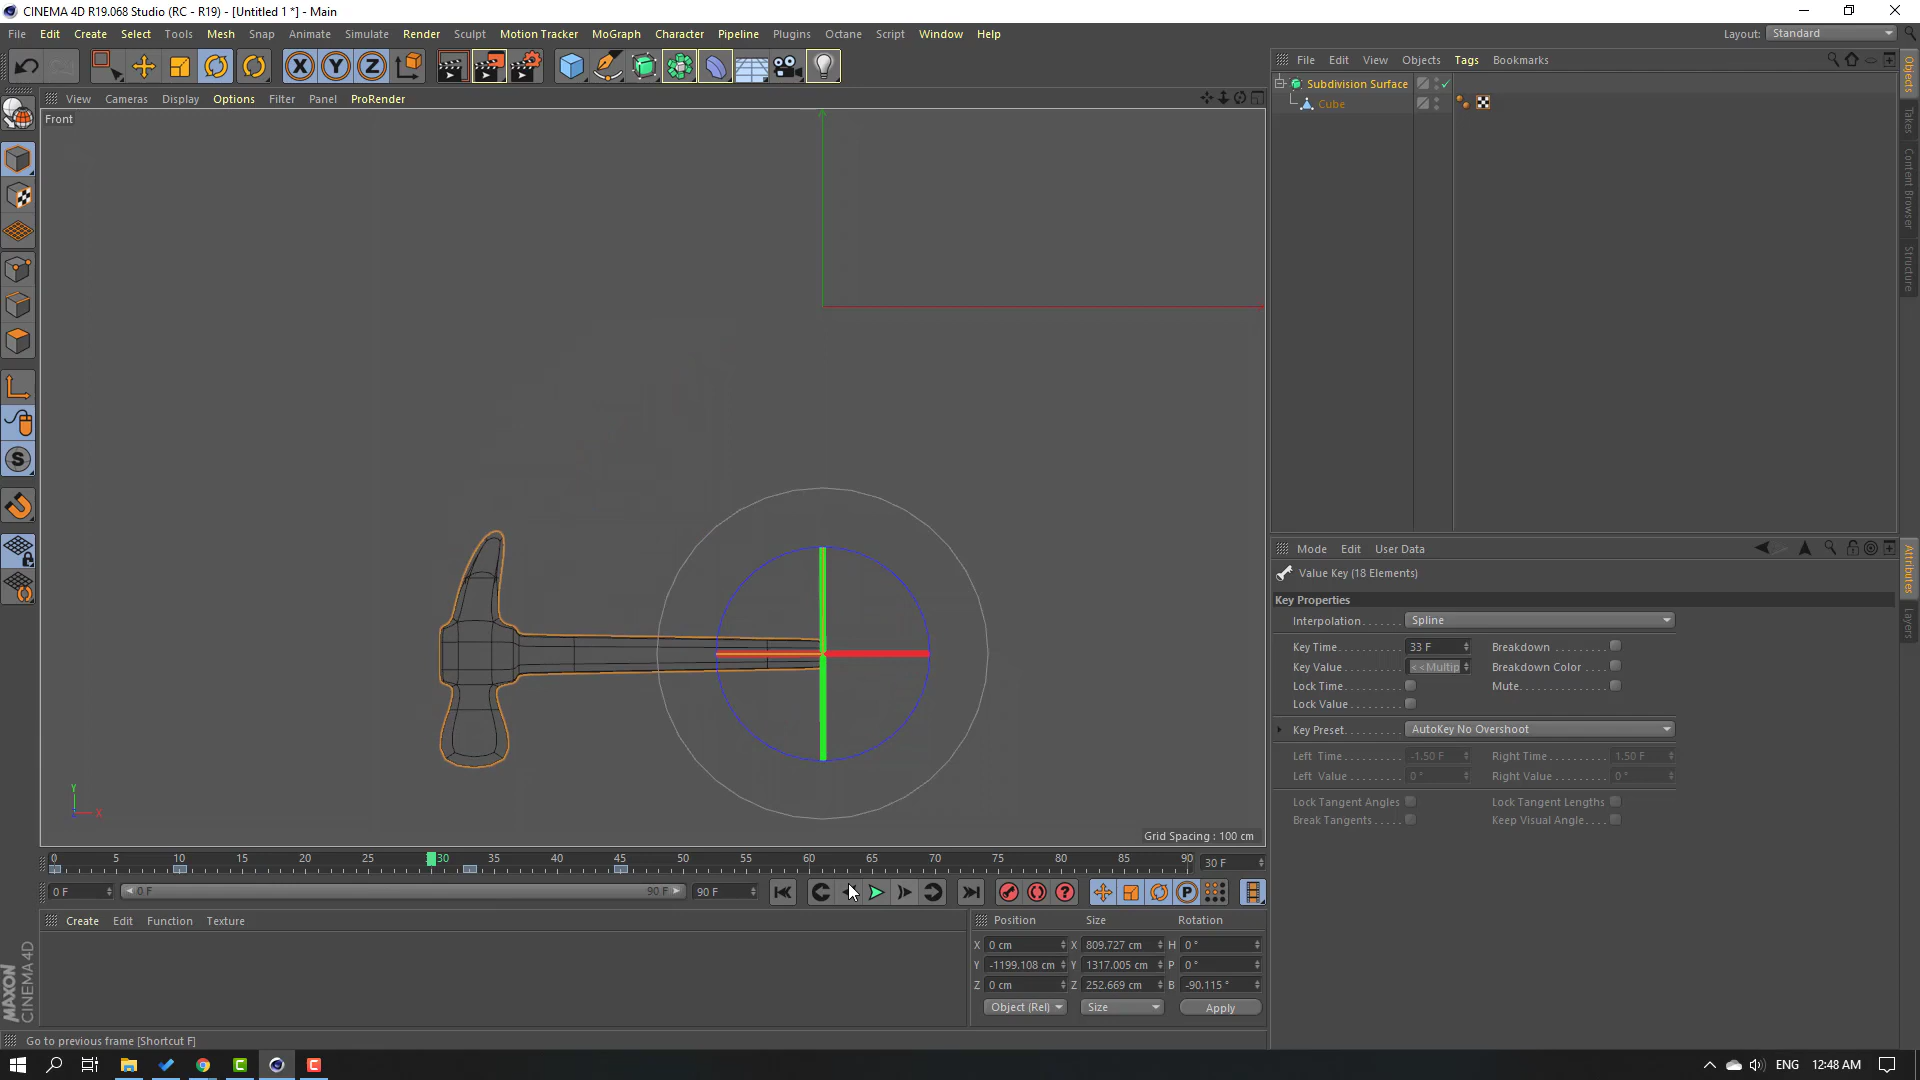 CINEMA 4D R19.068 Studio (RC - R19) - [Untitled 1 *] - Main
File Edit Create Select Tools Mesh Snap Animate Simulate Render Sculpt Motion Tracker MoGraph Character Pipeline Plugins Octane Script Window Help
Layout: Standard
X Y Z
View Cameras Display Options Filter Panel ProRender
Front
File Edit View Objects Tags Bookmarks
Subdivision Surface
Cube
Objects
Takes
Content Browser
Structure
Mode Edit User Data
Value Key (18 Elements)
Key Properties
Interpolation: Spline
Key Time 33 F Breakdown
Key Value <<Multip Breakdown Color
Lock Time Mute
Lock Value
Key Preset AutoKey No Overshoot
Left Time -1.50 F Right Time 1.50 F
Left Value 0 ° Right Value 0 °
Lock Tangent Angles Lock Tangent Lengths
Break Tangents Keep Visual Angle
Attributes
Layers
S
Y
X
Z
Grid Spacing : 100 cm
0 5 10 15 20 25 30 35 40 45 50 55 60 65 70 75 80 85 90
30 F
0 F 0 F 90 F 90 F
P
Create Edit Function Texture
Position Size Rotation
X 0 cm X 809.727 cm H 0 °
Y -1199.108 cm Y 1317.005 cm P 0 °
Z 0 cm Z 252.669 cm B -90.115 °
Object (Rel) Size Apply
MAXON
CINEMA 4D
Go to previous frame [Shortcut F]
ENG 12:48 AM